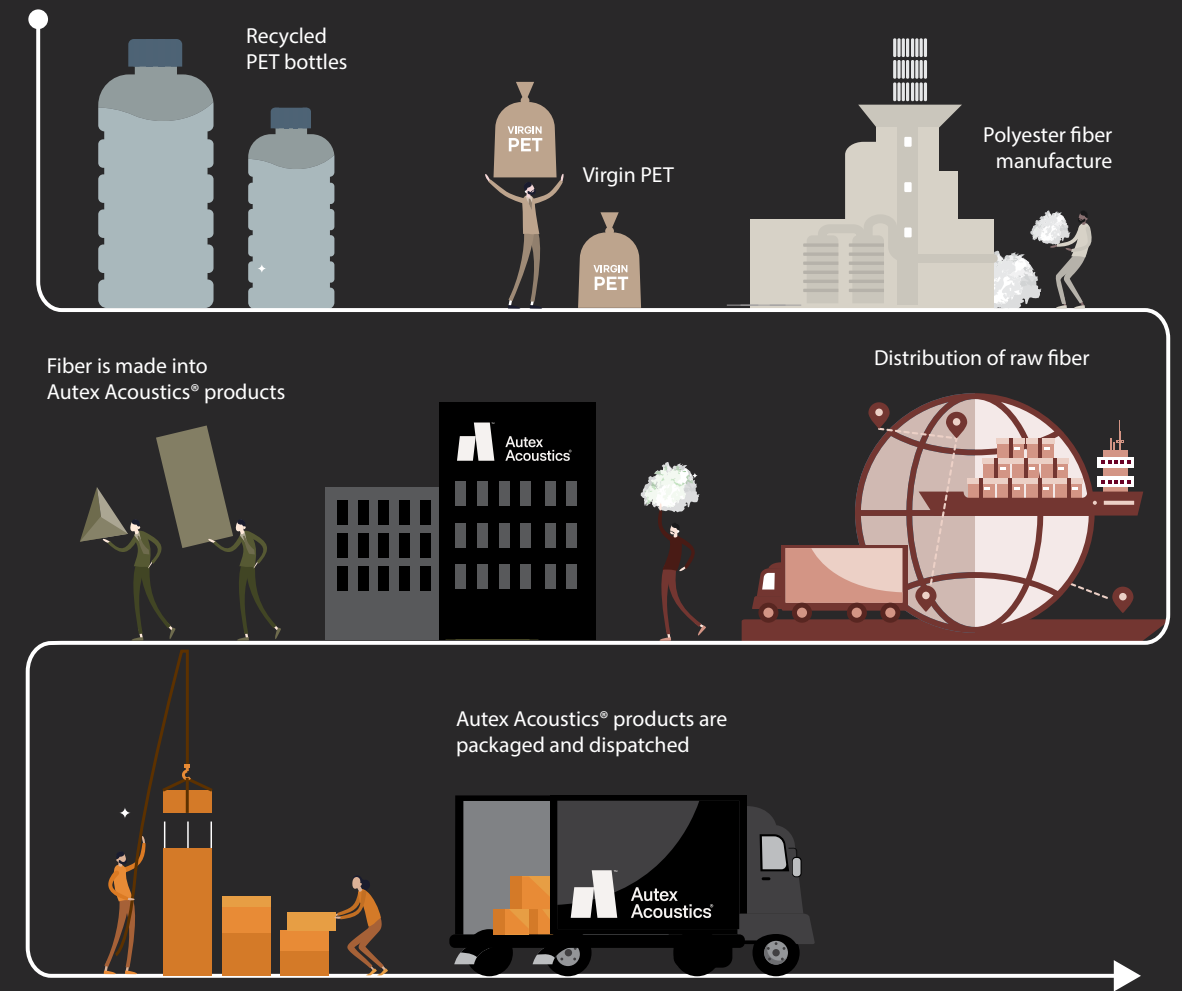 Recycled
PET bottles
VIRGIN
PET
Virgin PET
VIRGIN
PET
Polyester fiber
manufacture
Distribution of raw fiber
Fiber is made into
Autex Acoustics® products
Autex
Acoustics®
Autex Acoustics® products are
packaged and dispatched
Autex
Acoustics®